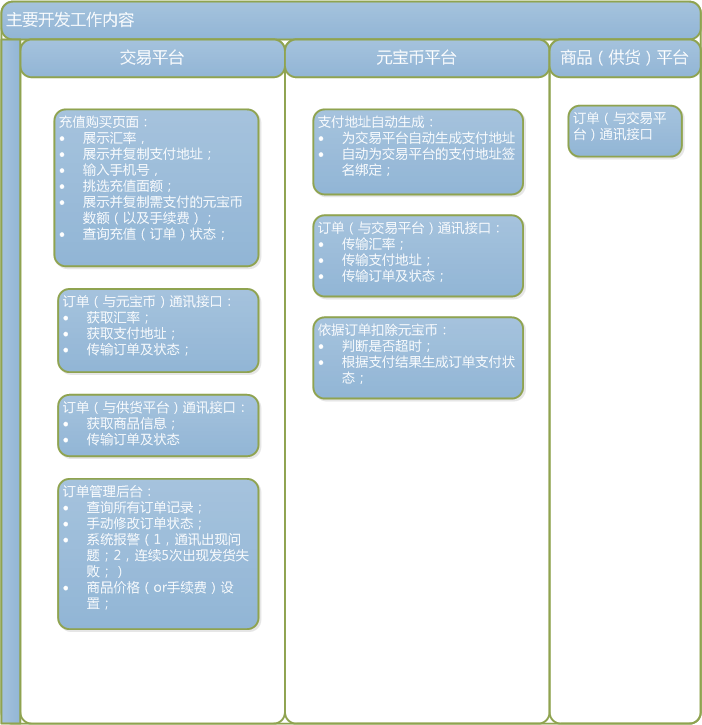 主要开发工作内容
交易平台
元宝币平台
商品（供货）平台
充值购买页面：
• 展示汇率，
• 展示并复制支付地址；
• 输入手机号，
• 挑选充值面额；
• 展示并复制需支付的元宝币
数额（以及手续费）；
• 查询充值（订单）状态；
订单（与元宝币）通讯接口：
• 获取汇率；
• 获取支付地址；
• 传输订单及状态；
订单（与供货平台）通讯接口：
• 获取商品信息；
• 传输订单及状态
订单管理后台：
• 查询所有订单记录；
• 手动修改订单状态；
• 系统报警（1，通讯出现问
题；2，连续5次出现发货失
败；）
• 商品价格（or手续费）设
置；
支付地址自动生成：
• 为交易平台自动生成支付地址
• 自动为交易平台的支付地址签
名绑定；
订单（与交易平台）通讯接口：
• 传输汇率；
• 传输支付地址；
• 传输订单及状态；
依据订单扣除元宝币：
• 判断是否超时；
• 根据支付结果生成订单支付状
态；
订单（与交易平
台）通讯接口